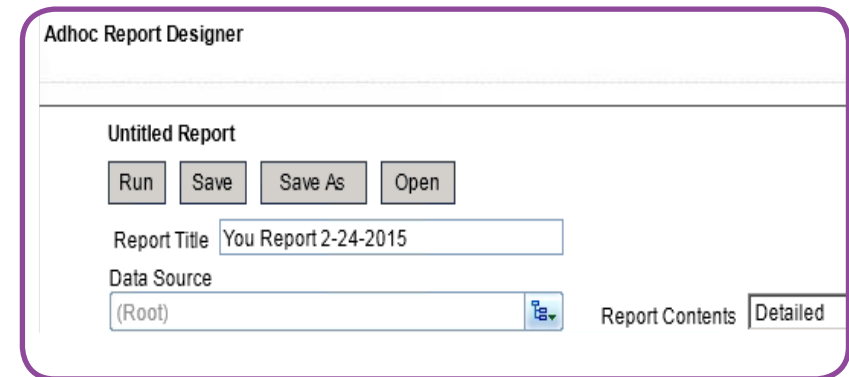 Adhoc Report Designer
Untitled Report
Run Save Save As Open
Report Title You Report 2-24-2015
Data Source
(Root) Report Contents Detailed